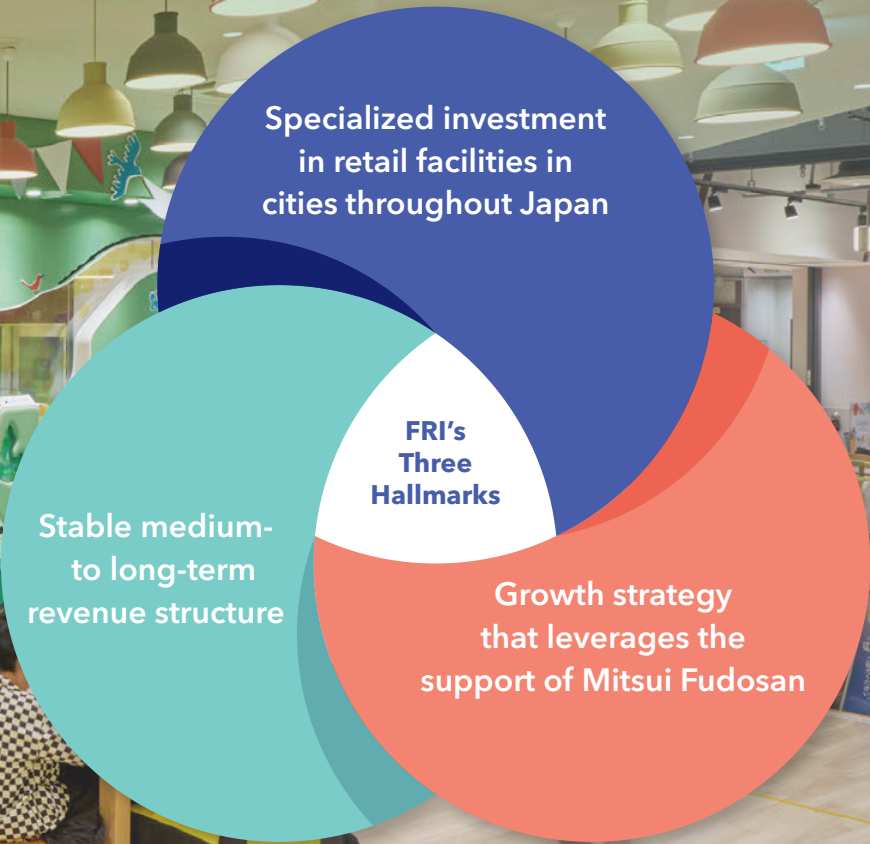 Specialized investment
in retail facilities in
cities throughout Japan
FRI's
Three
Hallmarks
Stable medium-
to long-term
revenue structure
Growth strategy
that leverages the
support of Mitsui Fudosan